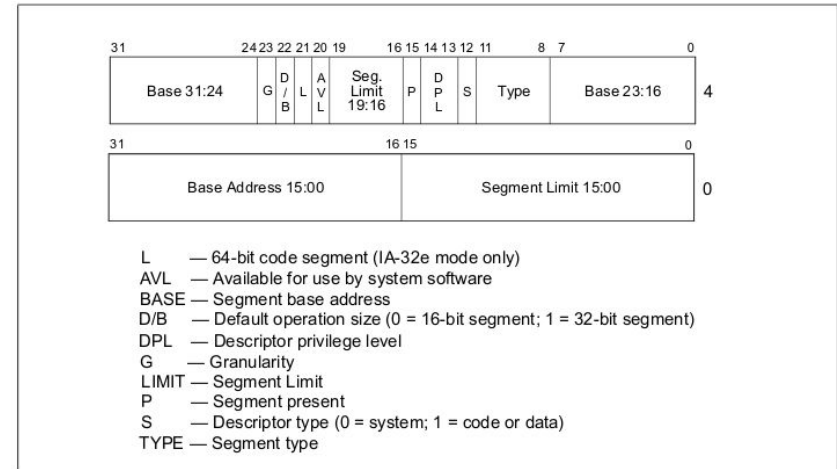 31 24 23 22 21 20 19 16 15 14 13 12 11 8 7 0
Base 31:24 G D/B L AVL Seg. Limit 19:16 P DPL S Type Base 23:16 4
31 16 15 0
Base Address 15:00 Segment Limit 15:00 0
L — 64-bit code segment (IA-32e mode only)
AVL — Available for use by system software
BASE — Segment base address
D/B — Default operation size (0 = 16-bit segment; 1 = 32-bit segment)
DPL — Descriptor privilege level
G — Granularity
LIMIT — Segment Limit
P — Segment present
S — Descriptor type (0 = system; 1 = code or data)
TYPE — Segment type